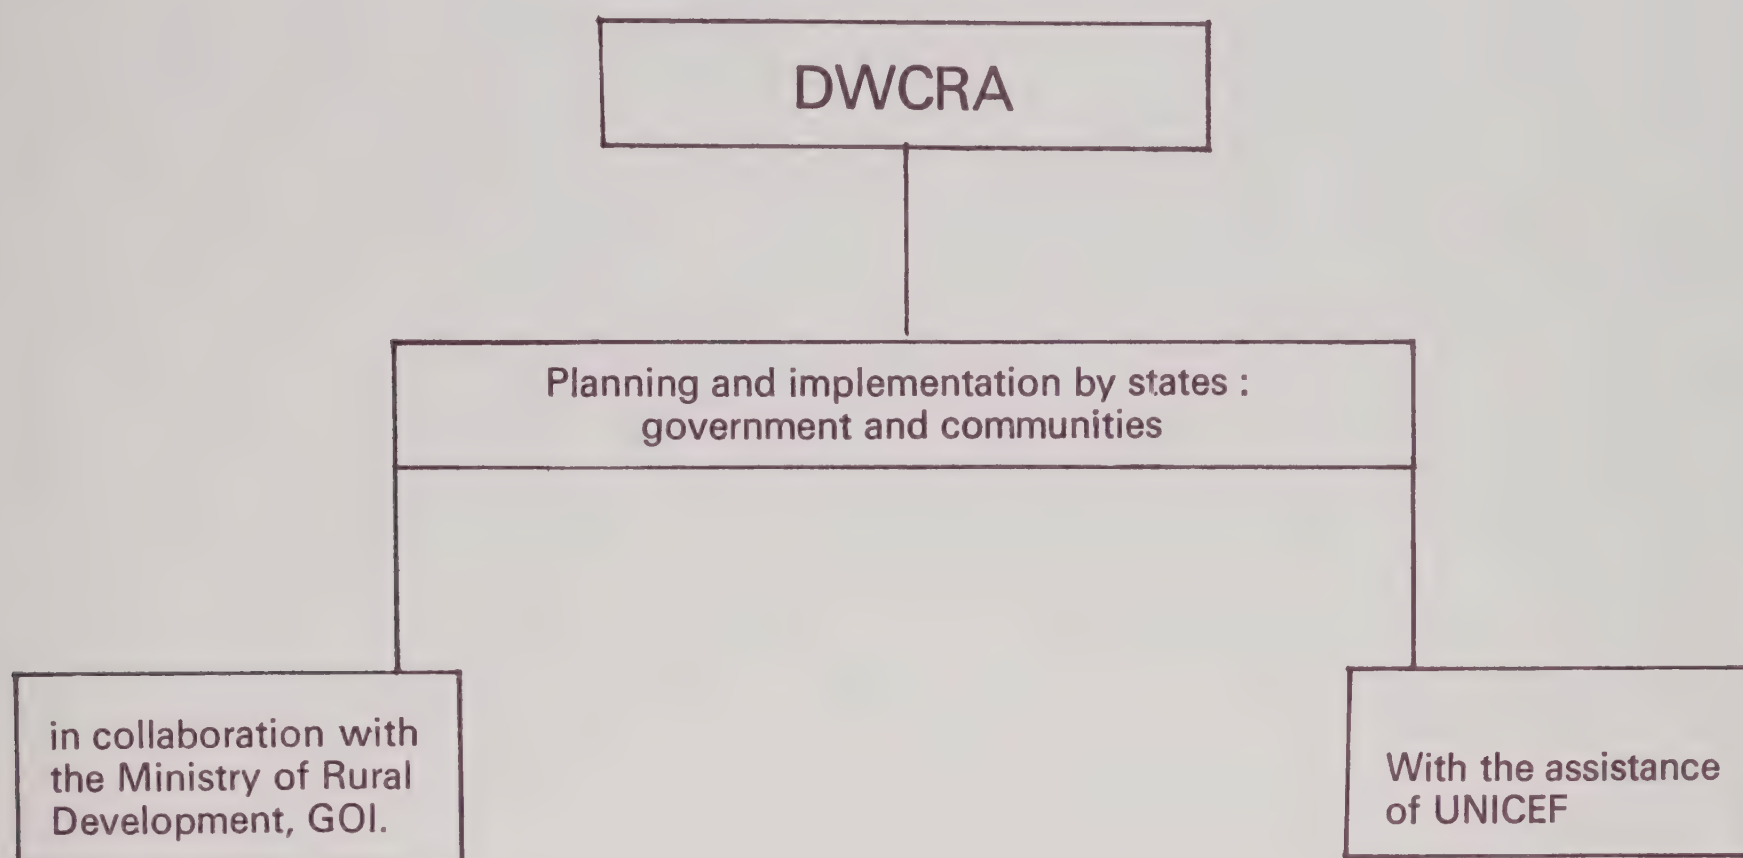 DWCRA
Planning and implementation by states :
government and communities
in collaboration with
the Ministry of Rural
Development, GOI.
With the assistance
of UNICEF